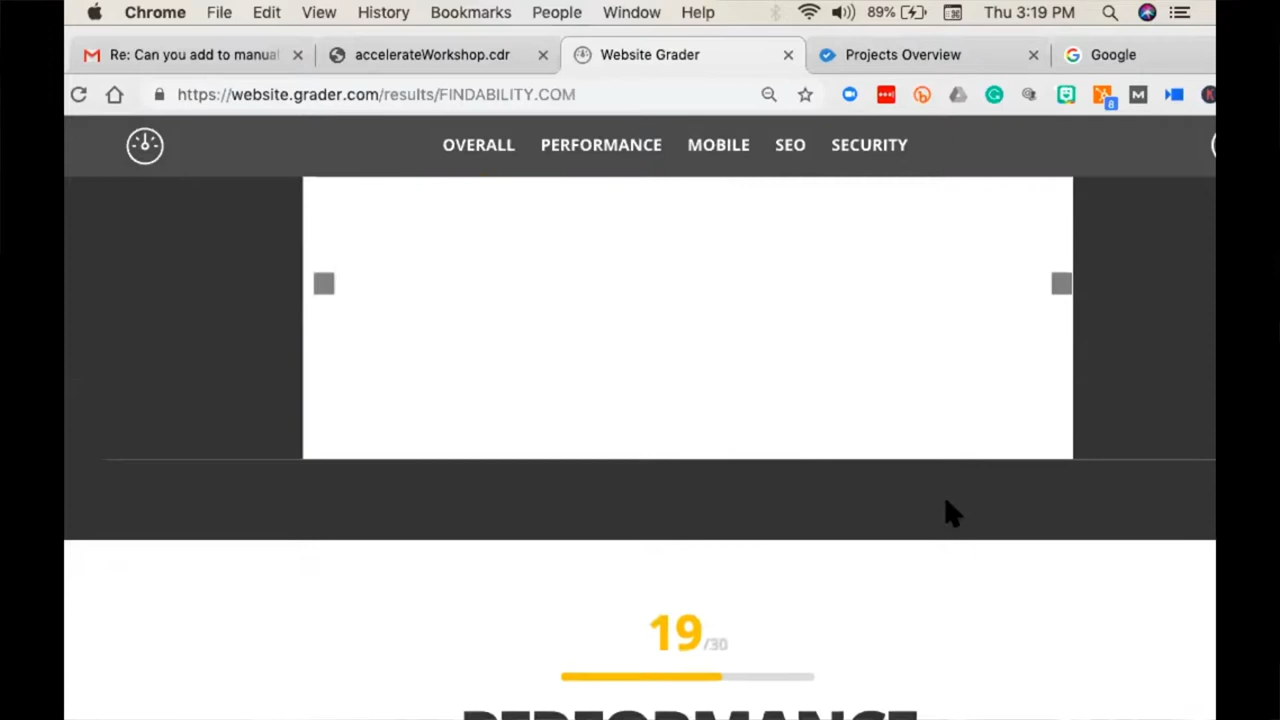 Chrome File Edit View History Bookmarks People Window Help 89% Thu 3:19 PM
Re: Can you add to manual accelerateWorkshop.cdr Website Grader Projects Overview Google
https://website.grader.com/results/FINDABILITY.COM
8 M K
OVERALL PERFORMANCE MOBILE SEO SECURITY
19/30
PERFORMANCE